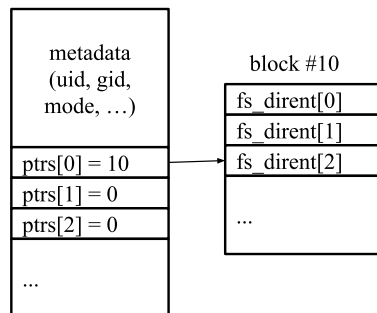 metadata
(uid, gid,
mode, …)
ptrs[0] = 10
ptrs[1] = 0
ptrs[2] = 0
...
block #10
fs_dirent[0]
fs_dirent[1]
fs_dirent[2]
...